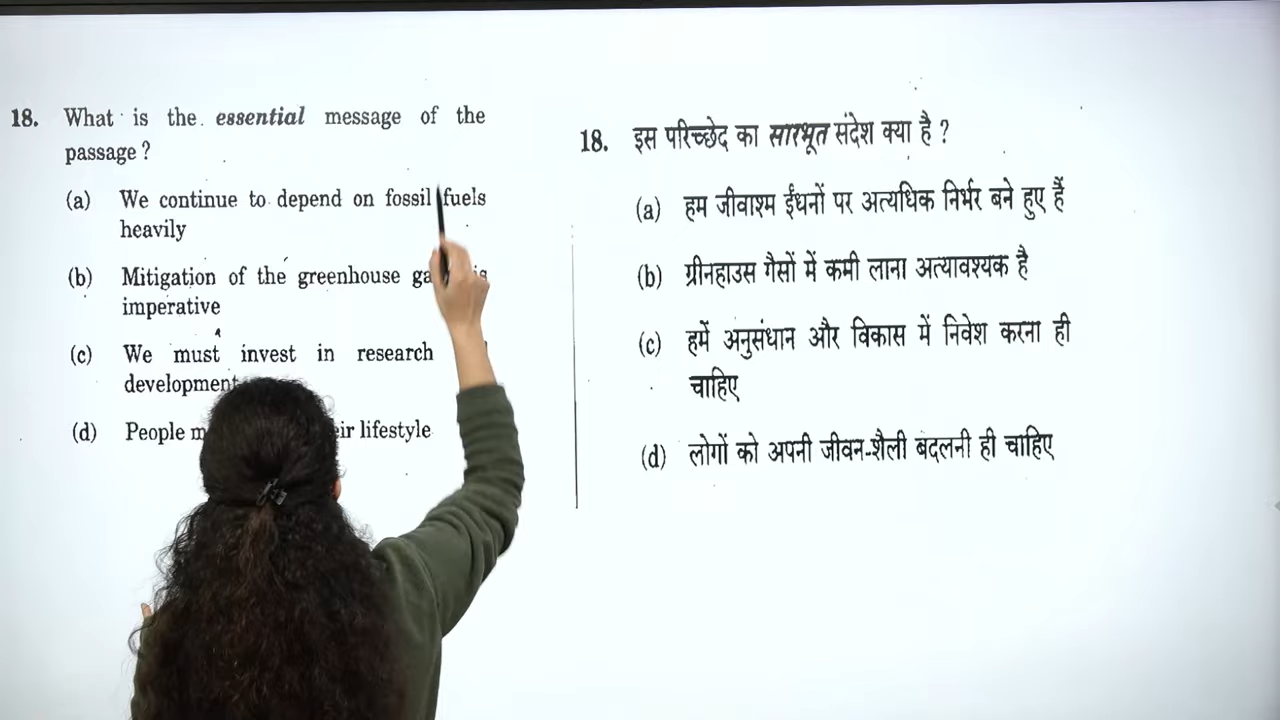 18. What is the essential message of the
passage ?
(a) We continue to depend on fossil fuels
heavily
(b) Mitigation of the greenhouse
imperative
(c) We must invest in research
development
(d) People lifestyle
18. इस परिच्छेद का सारभूत संदेश क्या है ?
(a) हम जीवाश्म ईंधनों पर अत्यधिक निर्भर बने हुए हैं
(b) ग्रीनहाउस गैसों में कमी लाना अत्यावश्यक है
(c) हमें अनुसंधान और विकास में निवेश करना ही
चाहिए
(d) लोगों को अपनी जीवन-शैली बदलनी ही चाहिए